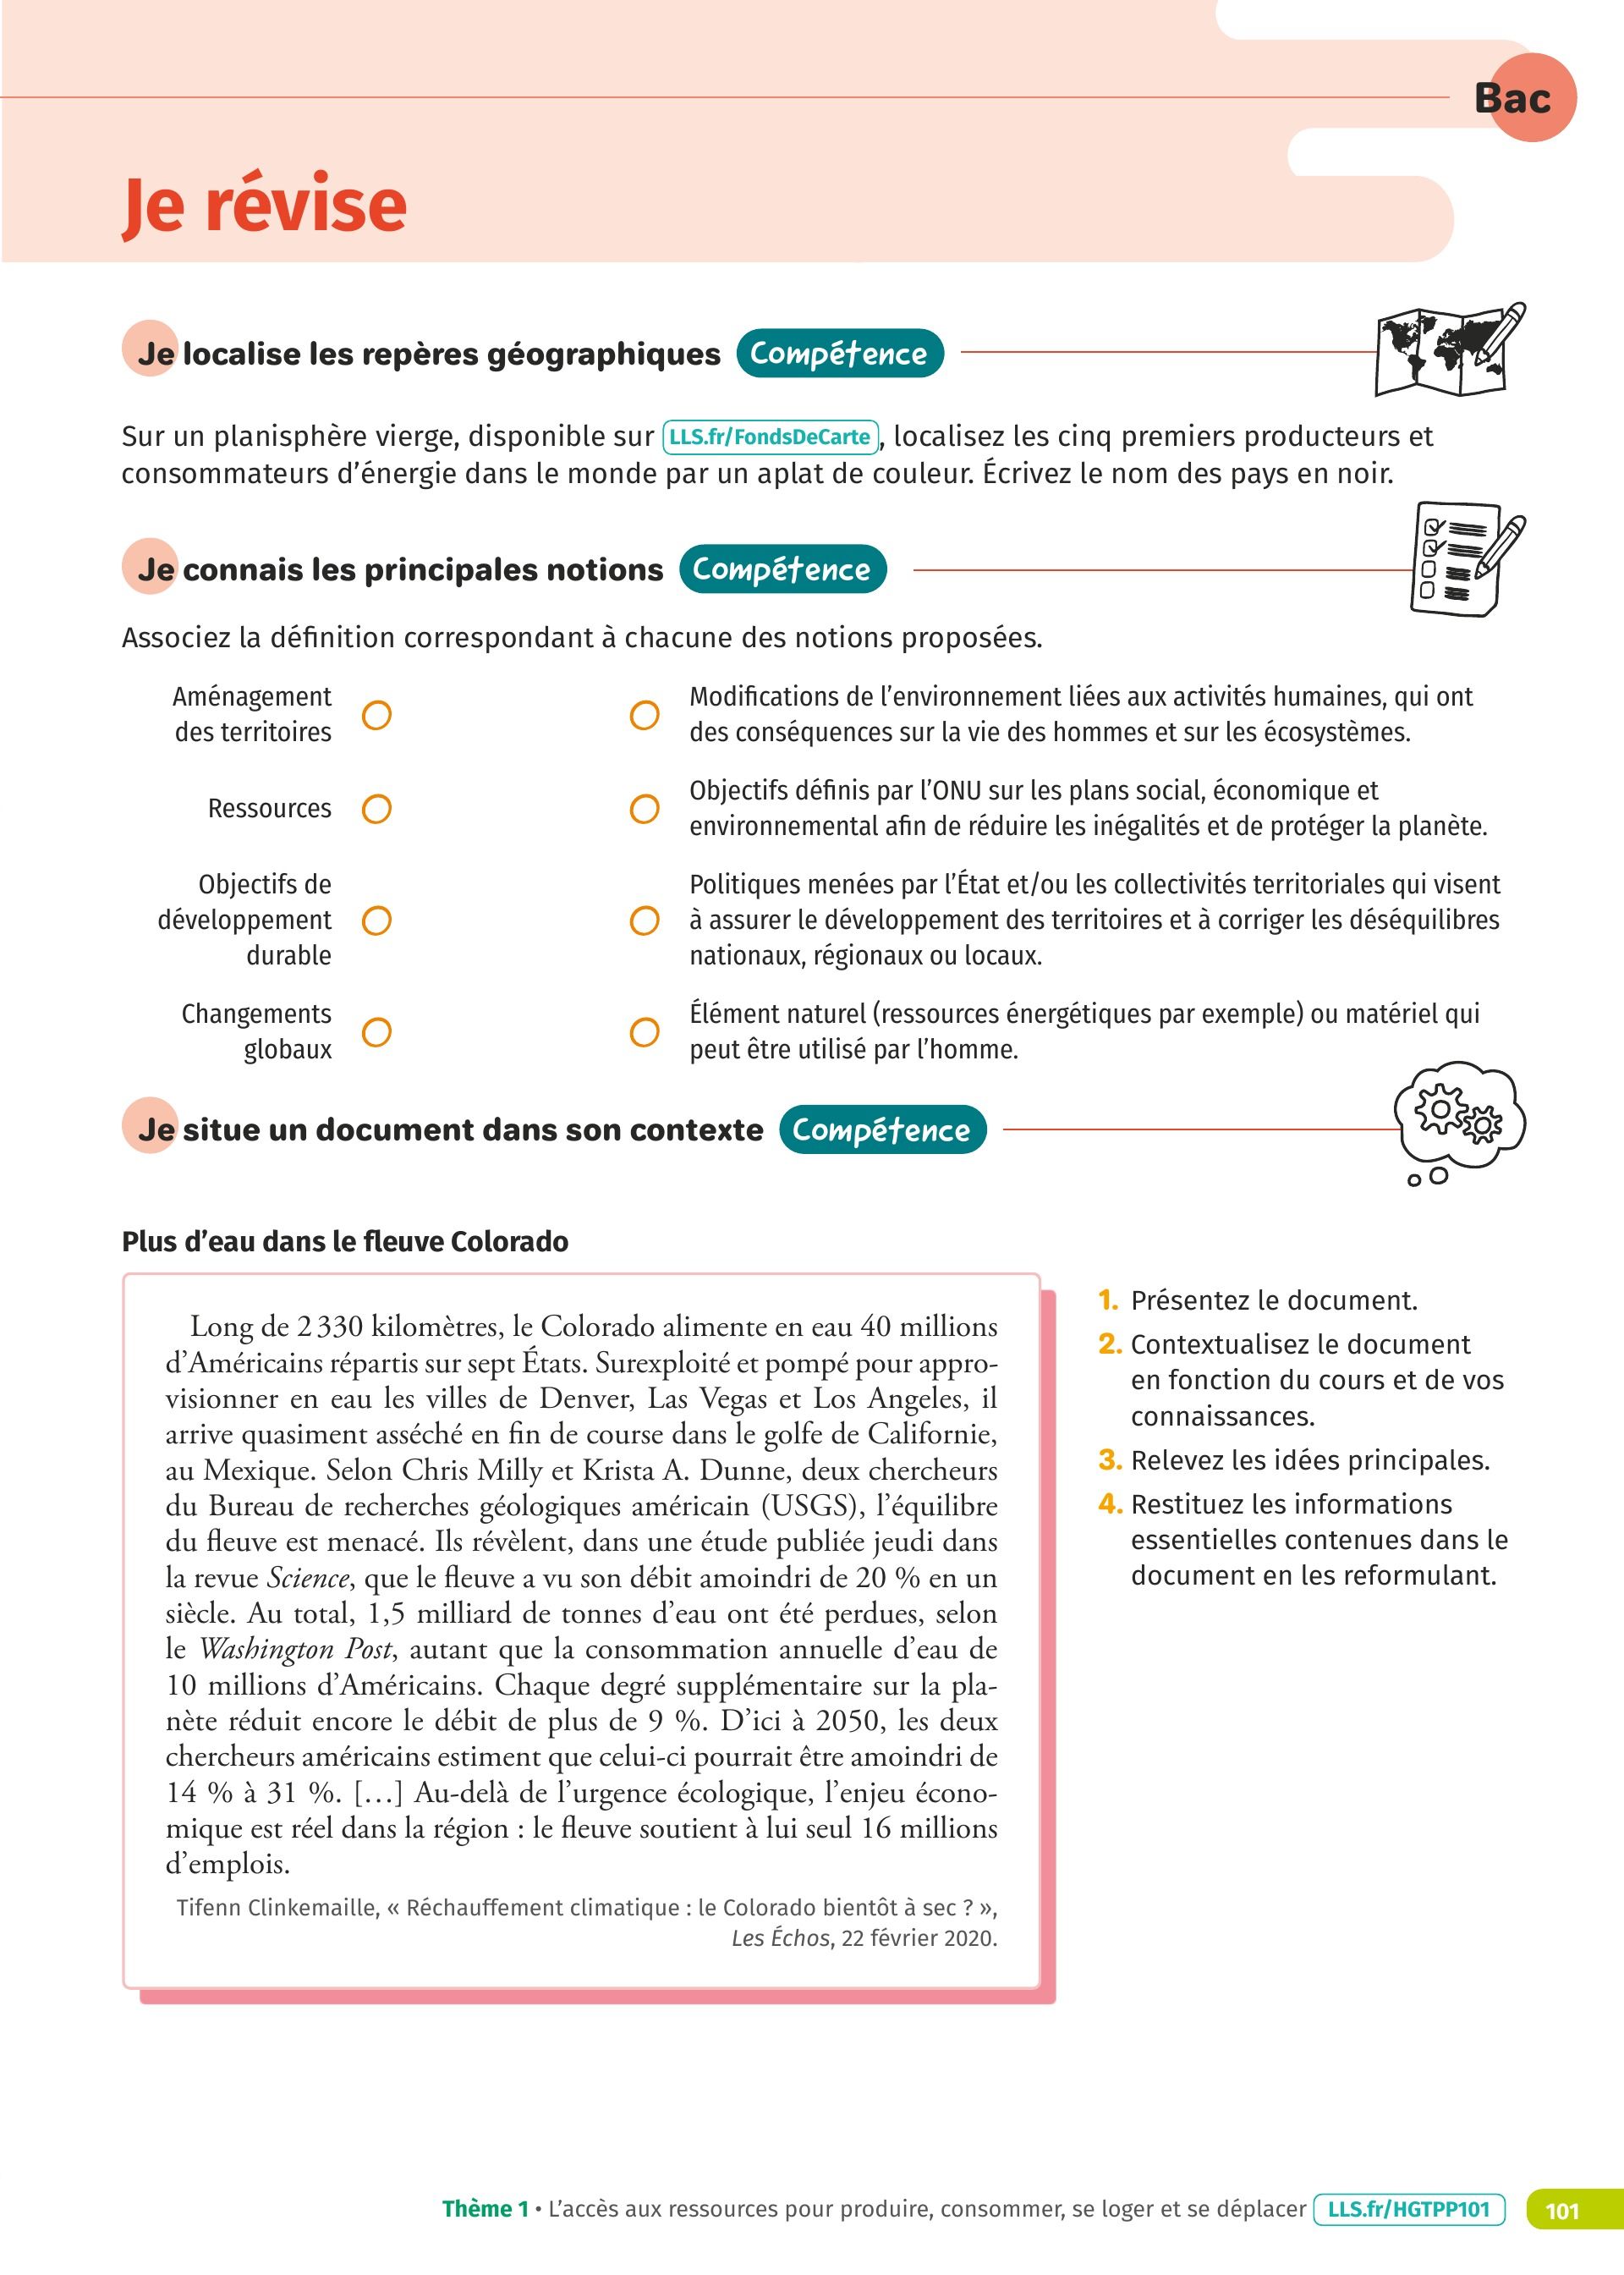 Bac
Je révise
Je localise les repères géographiques Compétence
Sur un planisphère vierge, disponible sur LLS.fr/FondsDeCarte, localisez les cinq premiers producteurs et
consommateurs d’énergie dans le monde par un aplat de couleur. Écrivez le nom des pays en noir.
Je connais les principales notions Compétence
Associez la définition correspondant à chacune des notions proposées.
Aménagement
des territoires
Modifications de l’environnement liées aux activités humaines, qui ont
des conséquences sur la vie des hommes et sur les écosystèmes.
Ressources
Objectifs définis par l’ONU sur les plans social, économique et
environnemental afin de réduire les inégalités et de protéger la planète.
Objectifs de
développement
durable
Politiques menées par l’État et/ou les collectivités territoriales qui visent
à assurer le développement des territoires et à corriger les déséquilibres
nationaux, régionaux ou locaux.
Changements
globaux
Élément naturel (ressources énergétiques par exemple) ou matériel qui
peut être utilisé par l’homme.
Je situe un document dans son contexte Compétence
Plus d’eau dans le fleuve Colorado
Long de 2 330 kilomètres, le Colorado alimente en eau 40 millions
d’Américains répartis sur sept États. Surexploité et pompé pour appro-
visionner en eau les villes de Denver, Las Vegas et Los Angeles, il
arrive quasiment asséché en fin de course dans le golfe de Californie,
au Mexique. Selon Chris Milly et Krista A. Dunne, deux chercheurs
du Bureau de recherches géologiques américain (USGS), l’équilibre
du fleuve est menacé. Ils révèlent, dans une étude publiée jeudi dans
la revue Science, que le fleuve a vu son débit amoindri de 20 % en un
siècle. Au total, 1,5 milliard de tonnes d’eau ont été perdues, selon
le Washington Post, autant que la consommation annuelle d’eau de
10 millions d’Américains. Chaque degré supplémentaire sur la pla-
nète réduit encore le débit de plus de 9 %. D’ici à 2050, les deux
chercheurs américains estiment que celui-ci pourrait être amoindri de
14 % à 31 %. […] Au-delà de l’urgence écologique, l’enjeu écono-
mique est réel dans la région : le fleuve soutient à lui seul 16 millions
d’emplois.
Tifenn Clinkemaille, « Réchauffement climatique : le Colorado bientôt à sec ? »,
Les Échos, 22 février 2020.
1. Présentez le document.
2. Contextualisez le document
en fonction du cours et de vos
connaissances.
3. Relevez les idées principales.
4. Restituez les informations
essentielles contenues dans le
document en les reformulant.
Thème 1 • L’accès aux ressources pour produire, consommer, se loger et se déplacer LLS.fr/HGTPP101 101